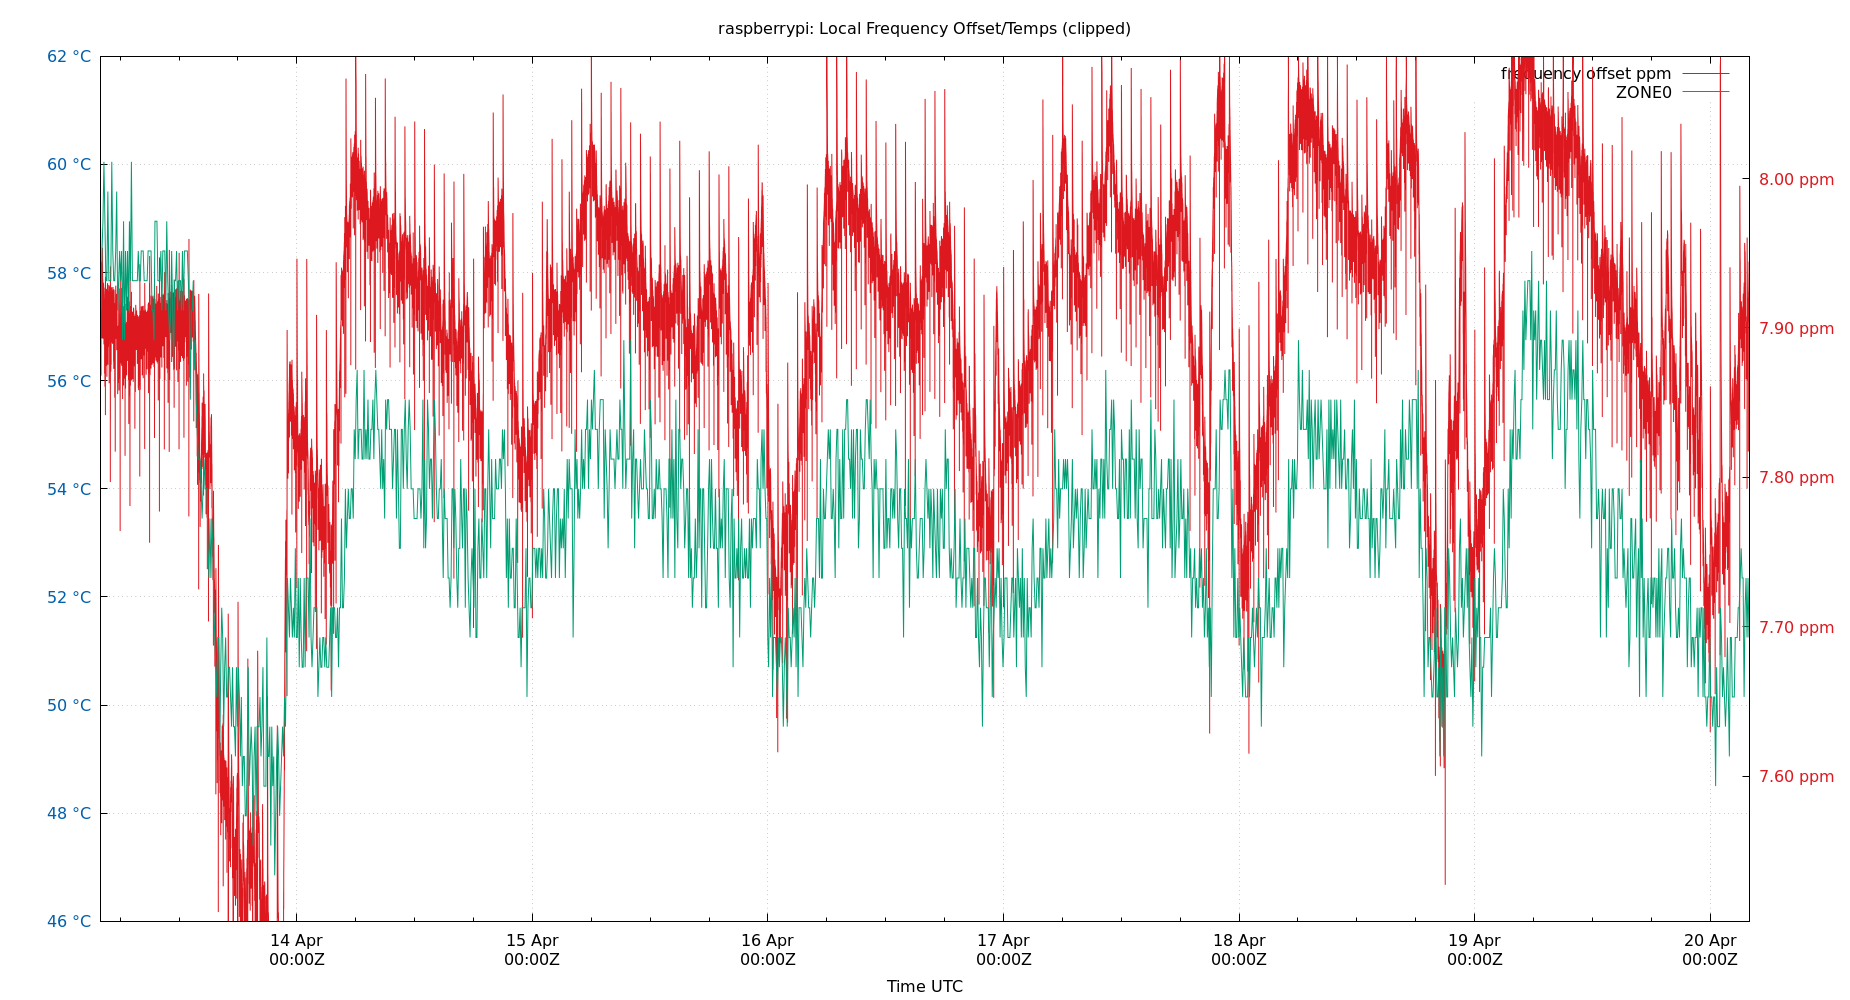 raspberrypi: Local Frequency Offset/Temps (clipped)
62 °C
60 °C
58 °C
56 °C
54 °C
52 °C
50 °C
48 °C
46 °C
frequency offset ppm
ZONE0
8.00 ppm
7.90 ppm
7.80 ppm
7.70 ppm
7.60 ppm
14 Apr
00:00Z
15 Apr
00:00Z
16 Apr
00:00Z
17 Apr
00:00Z
18 Apr
00:00Z
19 Apr
00:00Z
20 Apr
00:00Z
Time UTC